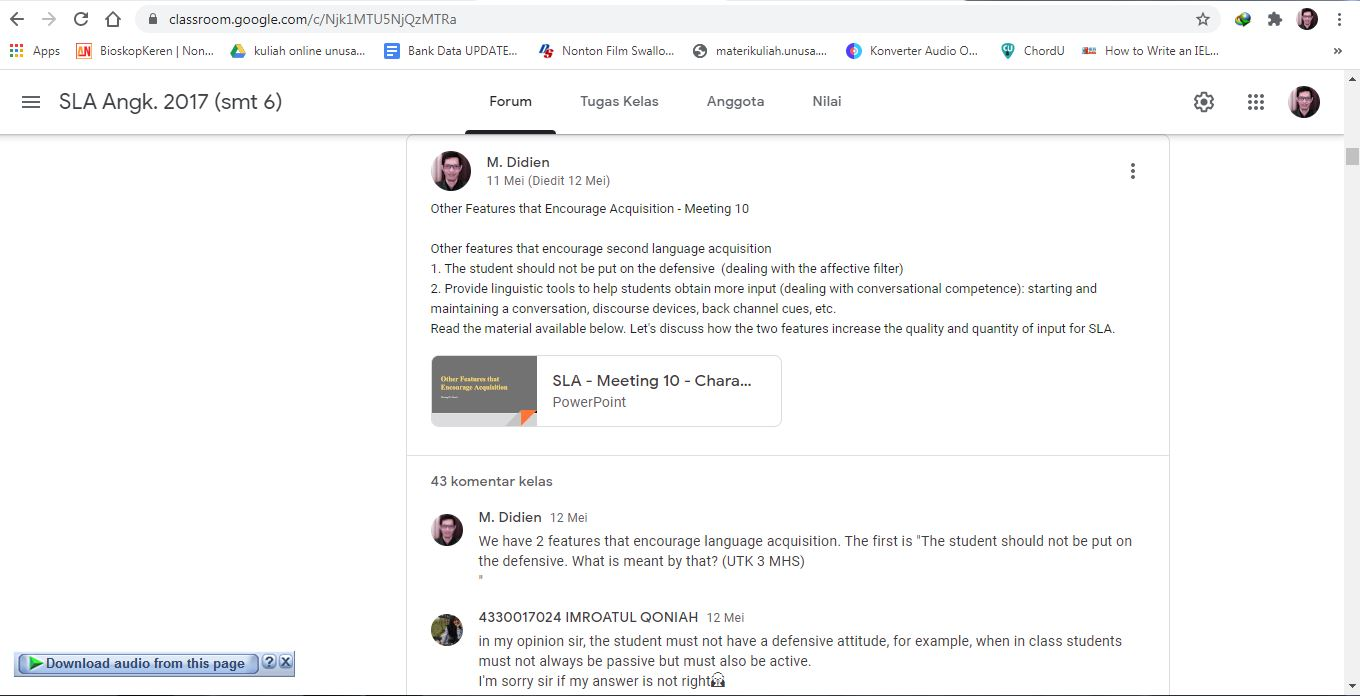 classroom.google.com/c/Njk1MTU5NjQzMTRa
Apps
BioskopKeren | Non...
kuliah online unusa...
Bank Data UPDATE...
Nonton Film Swallo...
materikuliah.unusa....
Konverter Audio O...
ChordU
How to Write an IEL...
»
SLA Angk. 2017 (smt 6)
Forum
Tugas Kelas
Anggota
Nilai
M. Didien
11 Mei (Diedit 12 Mei)
Other Features that Encourage Acquisition - Meeting 10
Other features that encourage second language acquisition
1. The student should not be put on the defensive  (dealing with the affective filter)
2. Provide linguistic tools to help students obtain more input (dealing with conversational competence): starting and
maintaining a conversation, discourse devices, back channel cues, etc.
Read the material available below. Let's discuss how the two features increase the quality and quantity of input for SLA.
Other Features that
Encourage Acquisition
SLA - Meeting 10 - Chara...
PowerPoint
43 komentar kelas
M. Didien 12 Mei
We have 2 features that encourage language acquisition. The first is "The student should not be put on
the defensive. What is meant by that? (UTK 3 MHS)
"
4330017024 IMROATUL QONIAH 12 Mei
in my opinion sir, the student must not have a defensive attitude, for example, when in class students
must not always be passive but must also be active.
I'm sorry sir if my answer is not right
Download audio from this page
? X